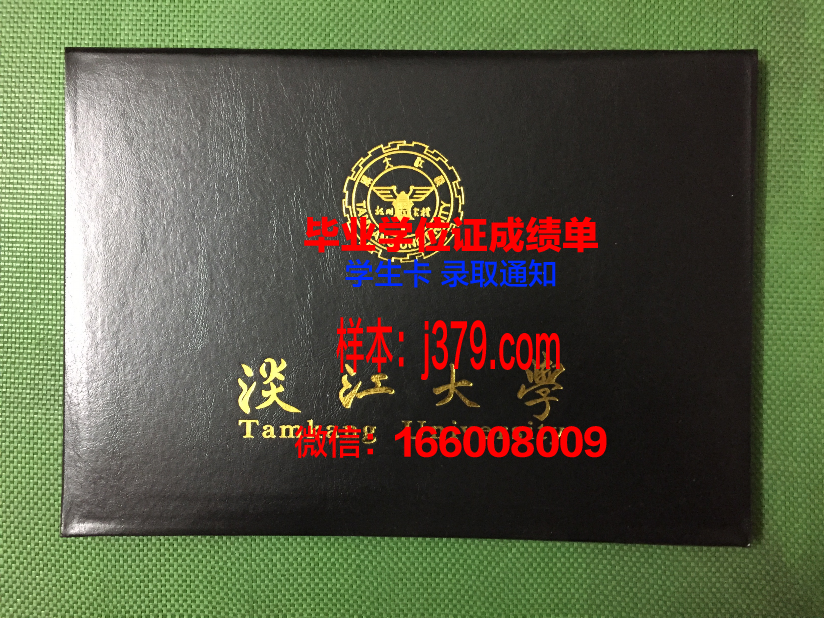 毕业学位证成绩单
学生卡 录取通知
样本：j379.com
淡江大學
Tamkang University
微信：166008009